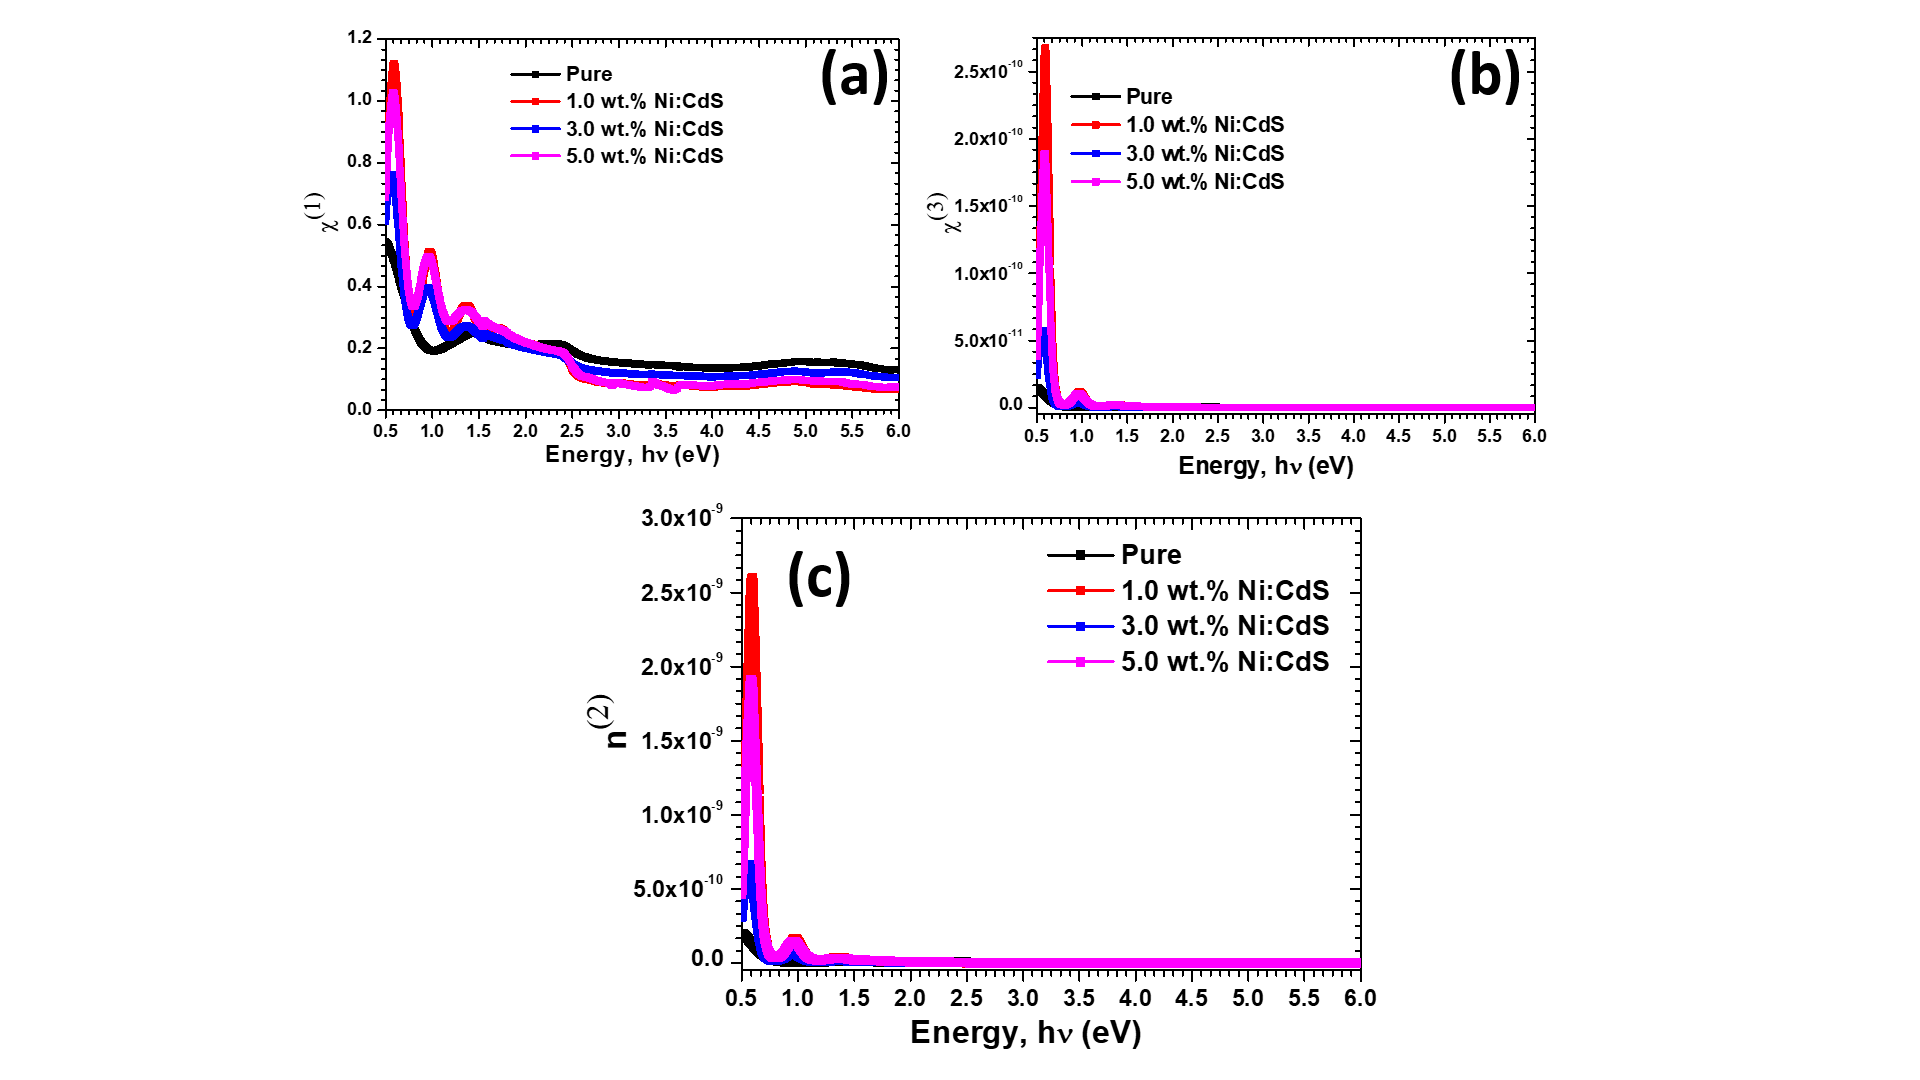 (a)
Pure
1.0 wt.% Ni:CdS
3.0 wt.% Ni:CdS
5.0 wt.% Ni:CdS
χ(1)
1.2
1.0
0.8
0.6
0.4
0.2
0.0
0.5 1.0 1.5 2.0 2.5 3.0 3.5 4.0 4.5 5.0 5.5 6.0
Energy, hν (eV)
(b)
Pure
1.0 wt.% Ni:CdS
3.0 wt.% Ni:CdS
5.0 wt.% Ni:CdS
χ(3)
2.5x10-10
2.0x10-10
1.5x10-10
1.0x10-10
5.0x10-11
0.0
0.5 1.0 1.5 2.0 2.5 3.0 3.5 4.0 4.5 5.0 5.5 6.0
Energy, hν (eV)
(c)
Pure
1.0 wt.% Ni:CdS
3.0 wt.% Ni:CdS
5.0 wt.% Ni:CdS
n(2)
3.0x10-9
2.5x10-9
2.0x10-9
1.5x10-9
1.0x10-9
5.0x10-10
0.0
0.5 1.0 1.5 2.0 2.5 3.0 3.5 4.0 4.5 5.0 5.5 6.0
Energy, hν (eV)